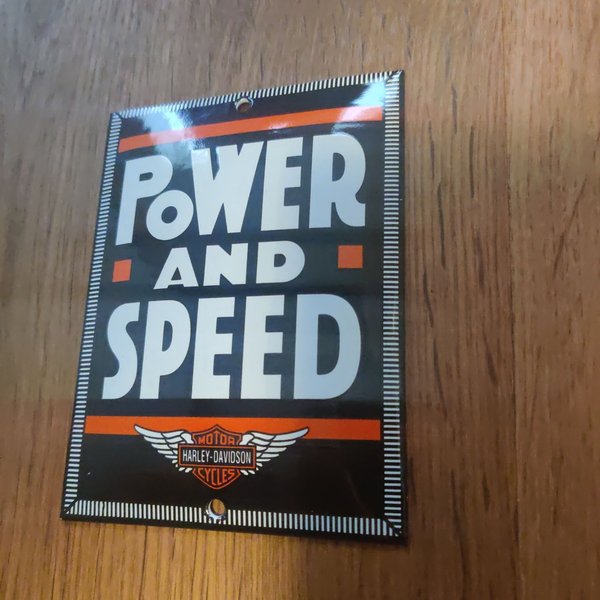 POWER
AND
SPEED
MOTOR
HARLEY-DAVIDSON
CYCLES